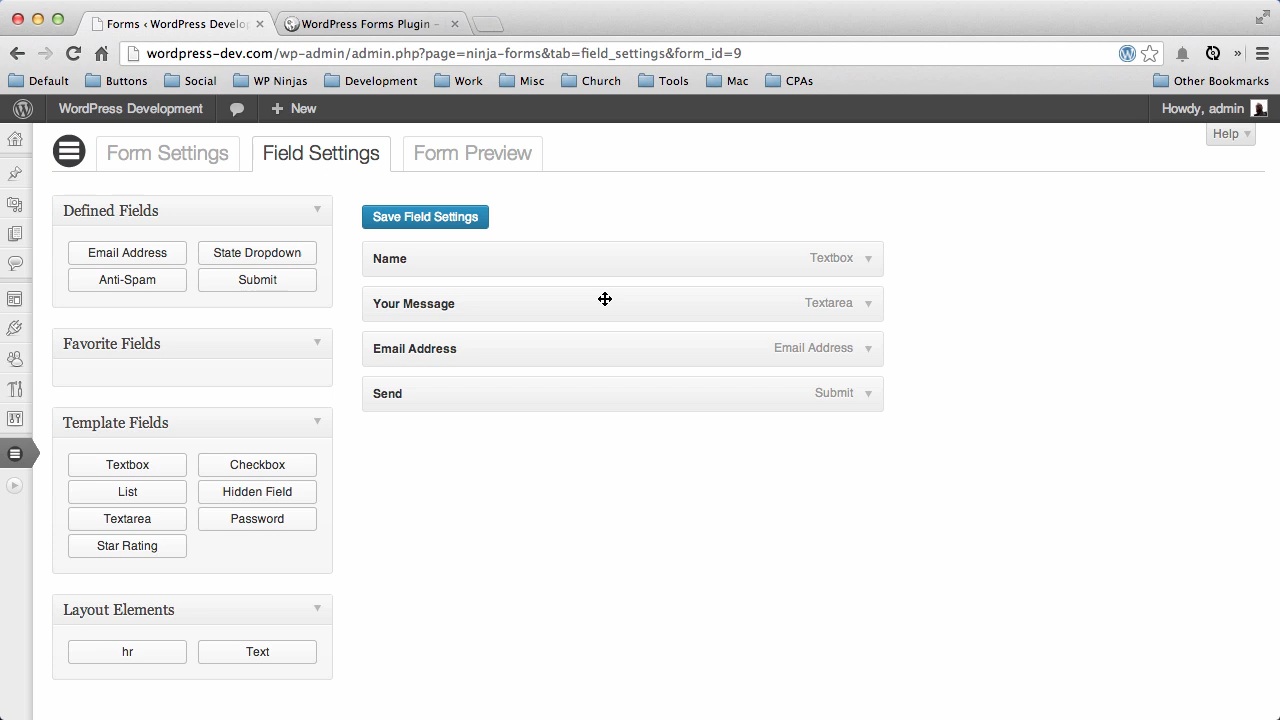 Forms ‹ WordPress Develo
WordPress Forms Plugin -
wordpress-dev.com/wp-admin/admin.php?page=ninja-forms&tab=field_settings&form_id=9
Default Buttons Social WP Ninjas Development Work Misc Church Tools Mac CPAs Other Bookmarks
WordPress Development + New Howdy, admin
Help
Form Settings Field Settings Form Preview
Defined Fields
Email Address State Dropdown
Anti-Spam Submit
Favorite Fields
Template Fields
Textbox Checkbox
List Hidden Field
Textarea Password
Star Rating
Layout Elements
hr Text
Save Field Settings
Name Textbox
Your Message Textarea
Email Address Email Address
Send Submit